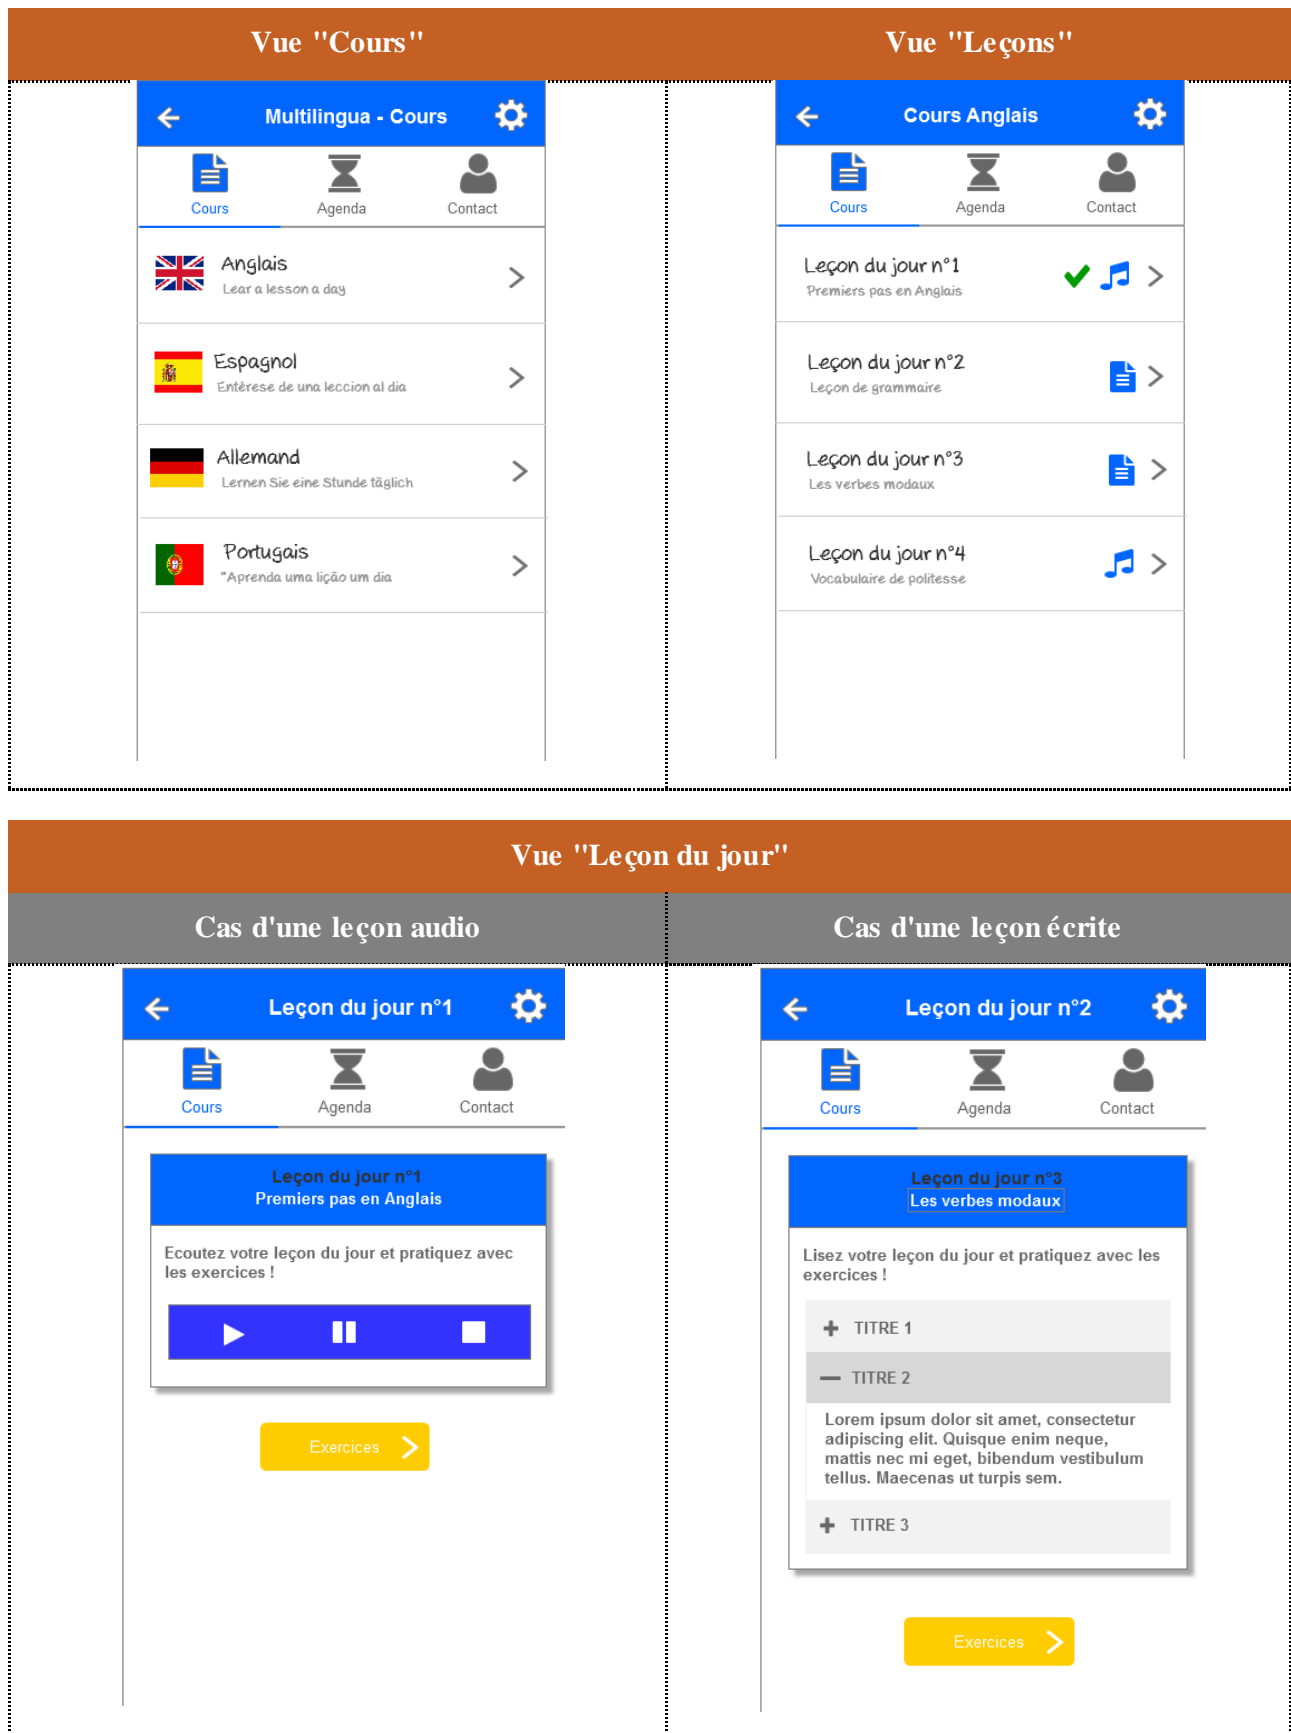 Vue "Cours"
Vue "Leçons"
Multilingua - Cours
Cours
Agenda
Contact
Anglais
Lear a lesson a day
Espagnol
Entêrese de una leccion al dia
Allemand
Lernen Sie eine Stunde täglich
Portugais
"Aprenda uma lição um dia
Cours Anglais
Cours
Agenda
Contact
Leçon du jour n°1
Premiers pas en Anglais
Leçon du jour n°2
Leçon de grammaire
Leçon du jour n°3
Les verbes modaux
Leçon du jour n°4
Vocabulaire de politesse
Vue "Leçon du jour"
Cas d'une leçon audio
Cas d'une leçon écrite
Leçon du jour n°1
Cours
Agenda
Contact
Leçon du jour n°1
Premiers pas en Anglais
Ecoutez votre leçon du jour et pratiquez avec
les exercices !
Exercices
Leçon du jour n°2
Cours
Agenda
Contact
Leçon du jour n°3
Les verbes modaux
Lisez votre leçon du jour et pratiquez avec les
exercices !
TITRE 1
TITRE 2
Lorem ipsum dolor sit amet, consectetur
adipiscing elit. Quisque enim neque,
mattis nec mi eget, bibendum vestibulum
tellus. Maecenas ut turpis sem.
TITRE 3
Exercices